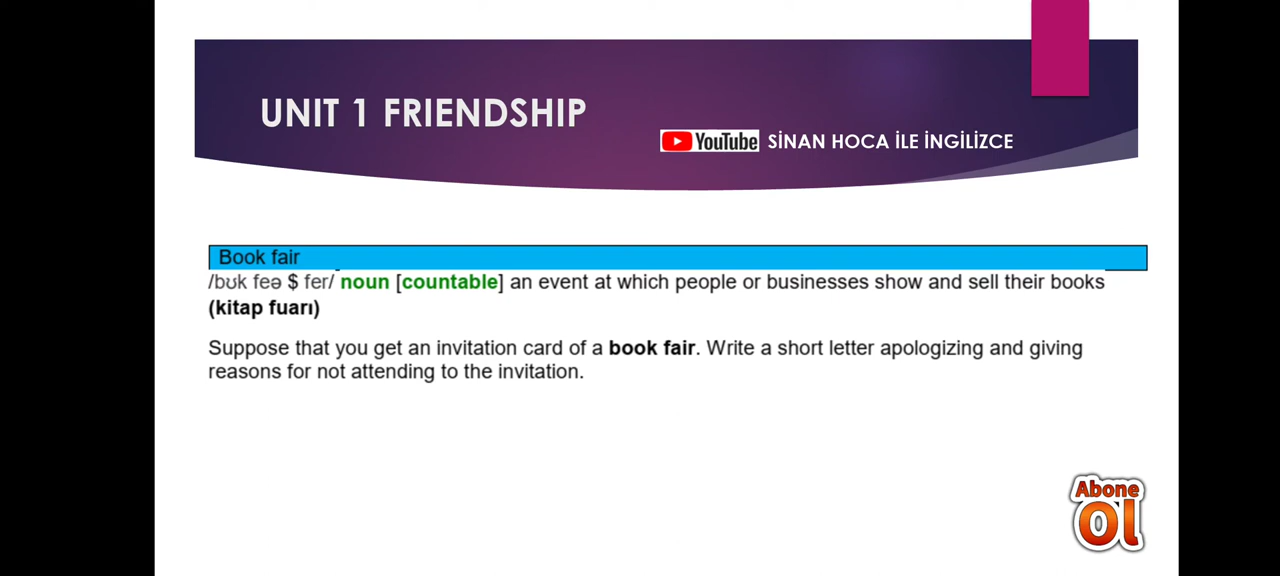 UNIT 1 FRIENDSHIP
YouTube SİNAN HOCA İLE İNGİLİZCE
Book fair
/bʊk feə $ fer/ noun [countable] an event at which people or businesses show and sell their books
(kitap fuarı)
Suppose that you get an invitation card of a book fair. Write a short letter apologizing and giving
reasons for not attending to the invitation.
Abone
Ol